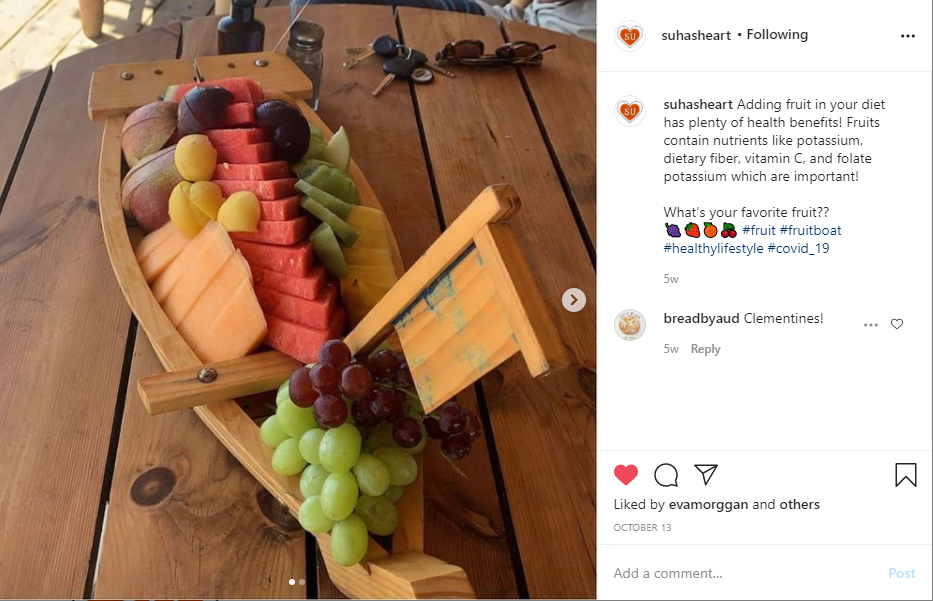 suhasheart • Following
suhasheart Adding fruit in your diet
has plenty of health benefits! Fruits
contain nutrients like potassium,
dietary fiber, vitamin C, and folate
potassium which are important!
What's your favorite fruit??
🍇🍓🍊🍒 #fruit #fruitboat
#healthylifestyle #covid_19
5w
breadbyaud Clementines!
5w Reply
Liked by evamorggan and others
OCTOBER 13
Add a comment... Post
SU
SU